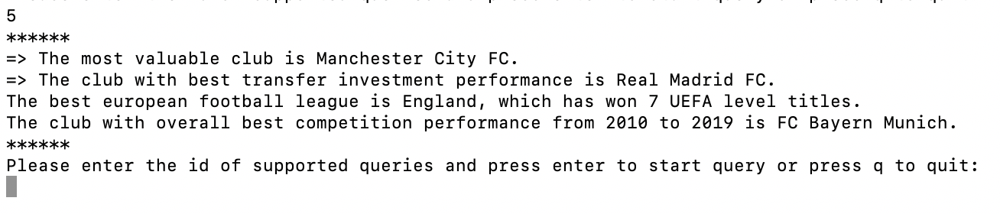 5
******
=> The most valuable club is Manchester City FC.
=> The club with best transfer investment performance is Real Madrid FC.
The best european football league is England, which has won 7 UEFA level titles.
The club with overall best competition performance from 2010 to 2019 is FC Bayern Munich.
******
Please enter the id of supported queries and press enter to start query or press q to quit: